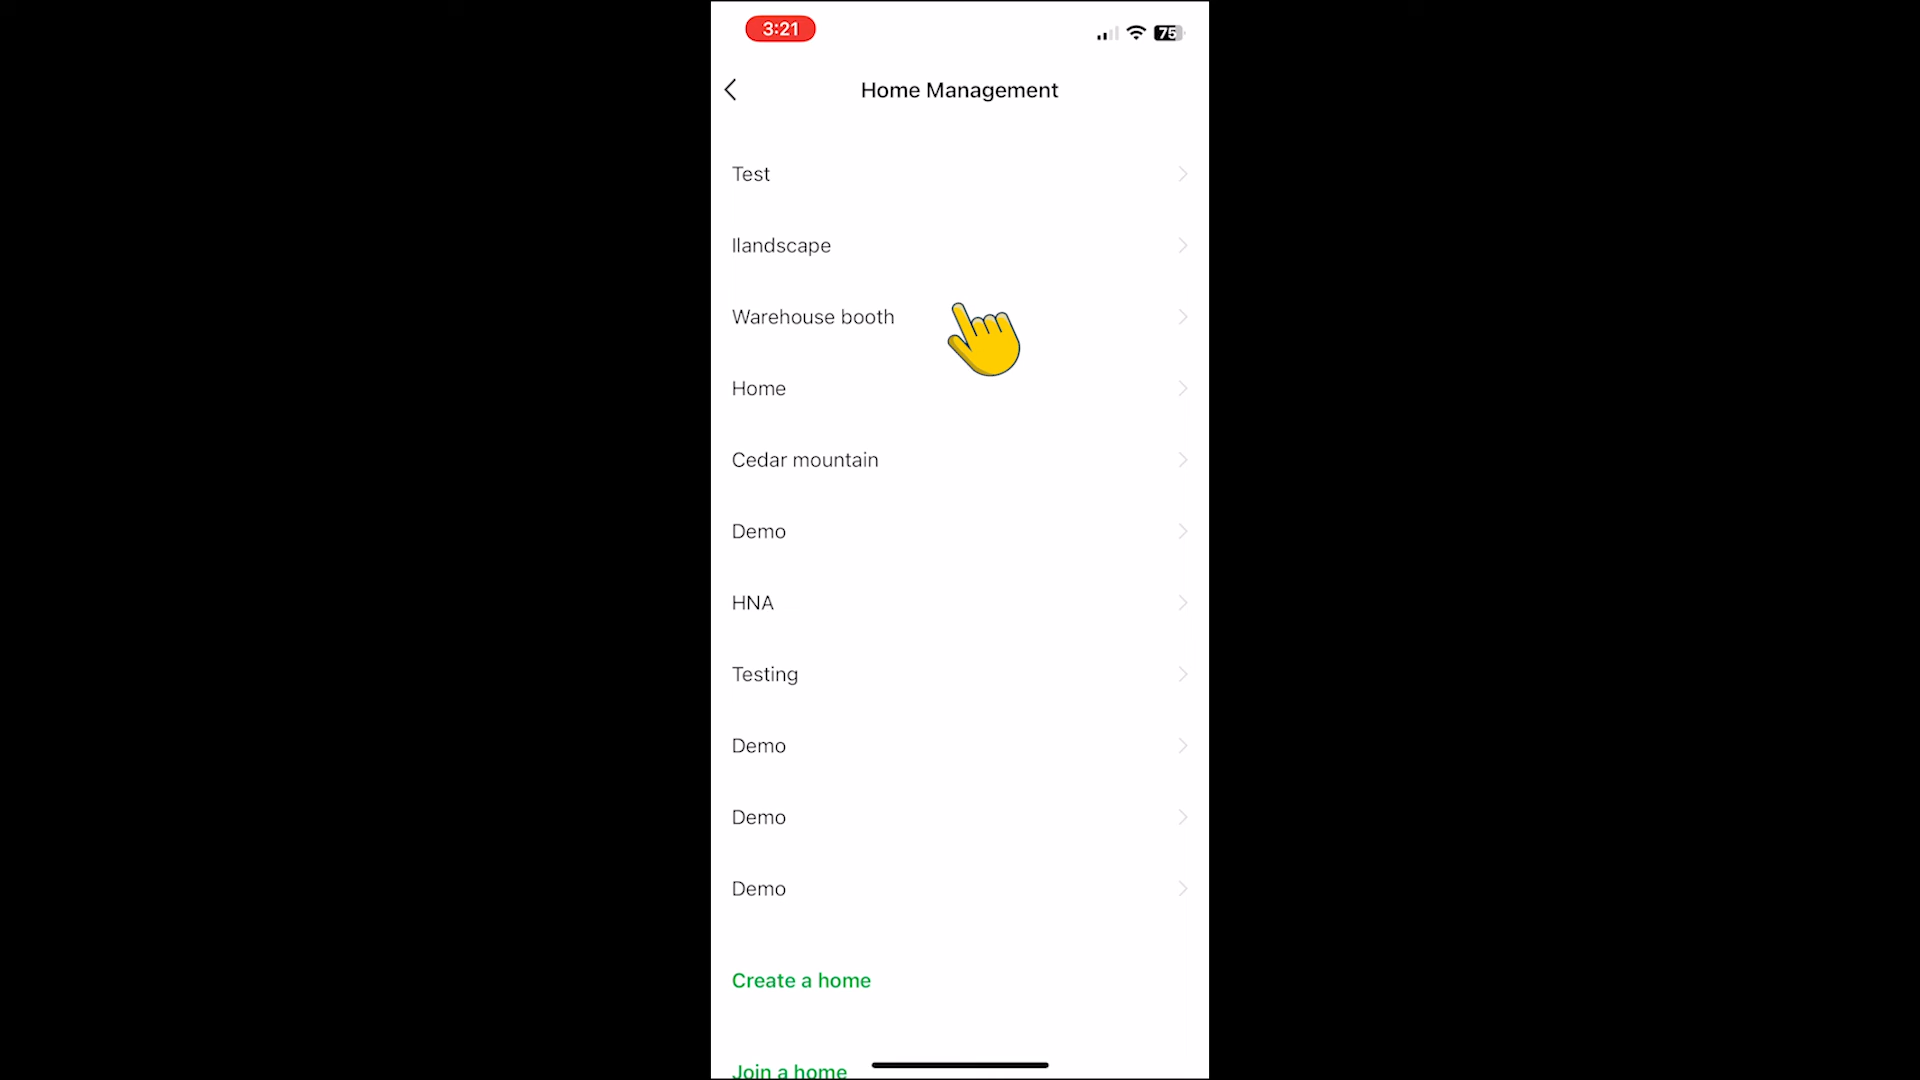 3:21
75
Home Management
Test
llandscape
Warehouse booth
Home
Cedar mountain
Demo
HNA
Testing
Demo
Demo
Demo
Create a home
Join a home